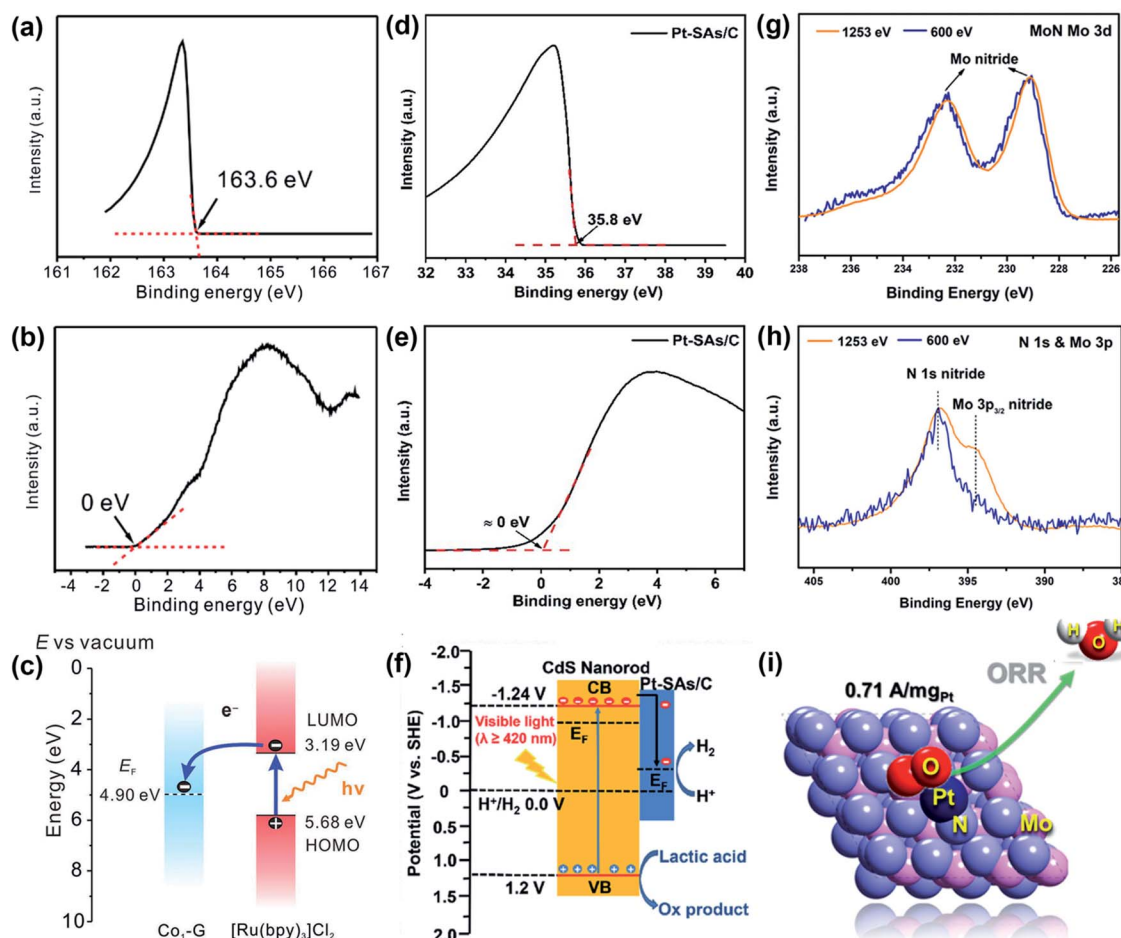 (a)
Intensity (a.u.)
163.6 eV
161 162 163 164 165 166 167
Binding energy (eV)
(d)
Pt-SAs/C
Intensity (a.u.)
35.8 eV
32 33 34 35 36 37 38 39 40
Binding energy (eV)
(g)
1253 eV 600 eV MoN Mo 3d
Mo nitride
Intensity (a.u.)
238 236 234 232 230 228 226
Binding Energy (eV)
(b)
Intensity (a.u.)
0 eV
-4 -2 0 2 4 6 8 10 12 14
Binding energy (eV)
(e)
Pt-SAs/C
Intensity (a.u.)
≈ 0 eV
-4 -2 0 2 4 6
Binding energy (eV)
(h)
1253 eV 600 eV N 1s & Mo 3p
N 1s nitride
Mo 3p3/2 nitride
Intensity (a.u.)
405 400 395 390 38
Binding Energy (eV)
(c)
E vs vacuum
0
2
4
6
8
10
Energy (eV)
e⁻
LUMO
3.19 eV
EF
4.90 eV
hν
5.68 eV
HOMO
Co1-G [Ru(bpy)3]Cl2
(f)
Potential (V vs. SHE)
-2.0
-1.5
-1.0
-0.5
0
0.5
1.0
1.5
2.0
CdS Nanorod
Pt-SAs/C
CB
-1.24 V
Visible light
(λ ≥ 420 nm)
EF
EF
H2
H⁺
H⁺/H2 0.0 V
Lactic acid
1.2 V
VB
Ox product
(i)
H O H
ORR
0.71 A/mgPt
O
Pt
N
Mo